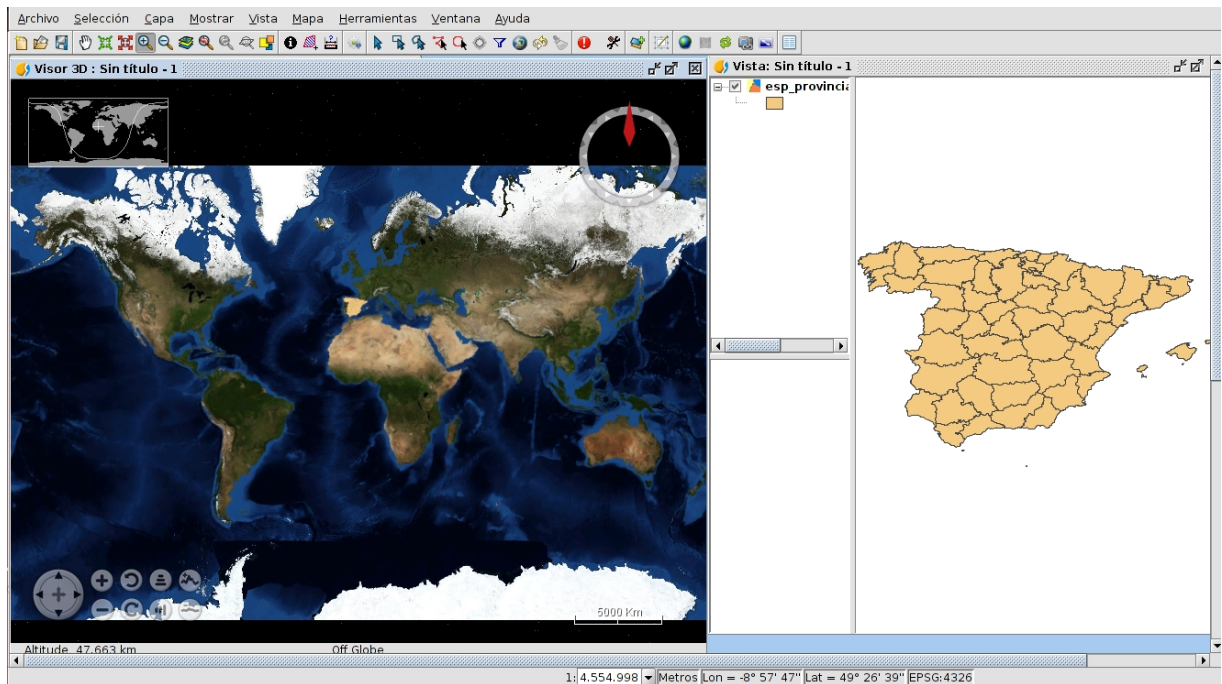 Archivo Selección Capa Mostrar Vista Mapa Herramientas Ventana Ayuda
Visor 3D : Sin título - 1
Vista: Sin título - 1
esp_provincia
5000 Km
Altitude 47.663 km Off Globe
1: 4.554.998 Metros Lon = -8° 57' 47" Lat = 49° 26' 39" EPSG:4326